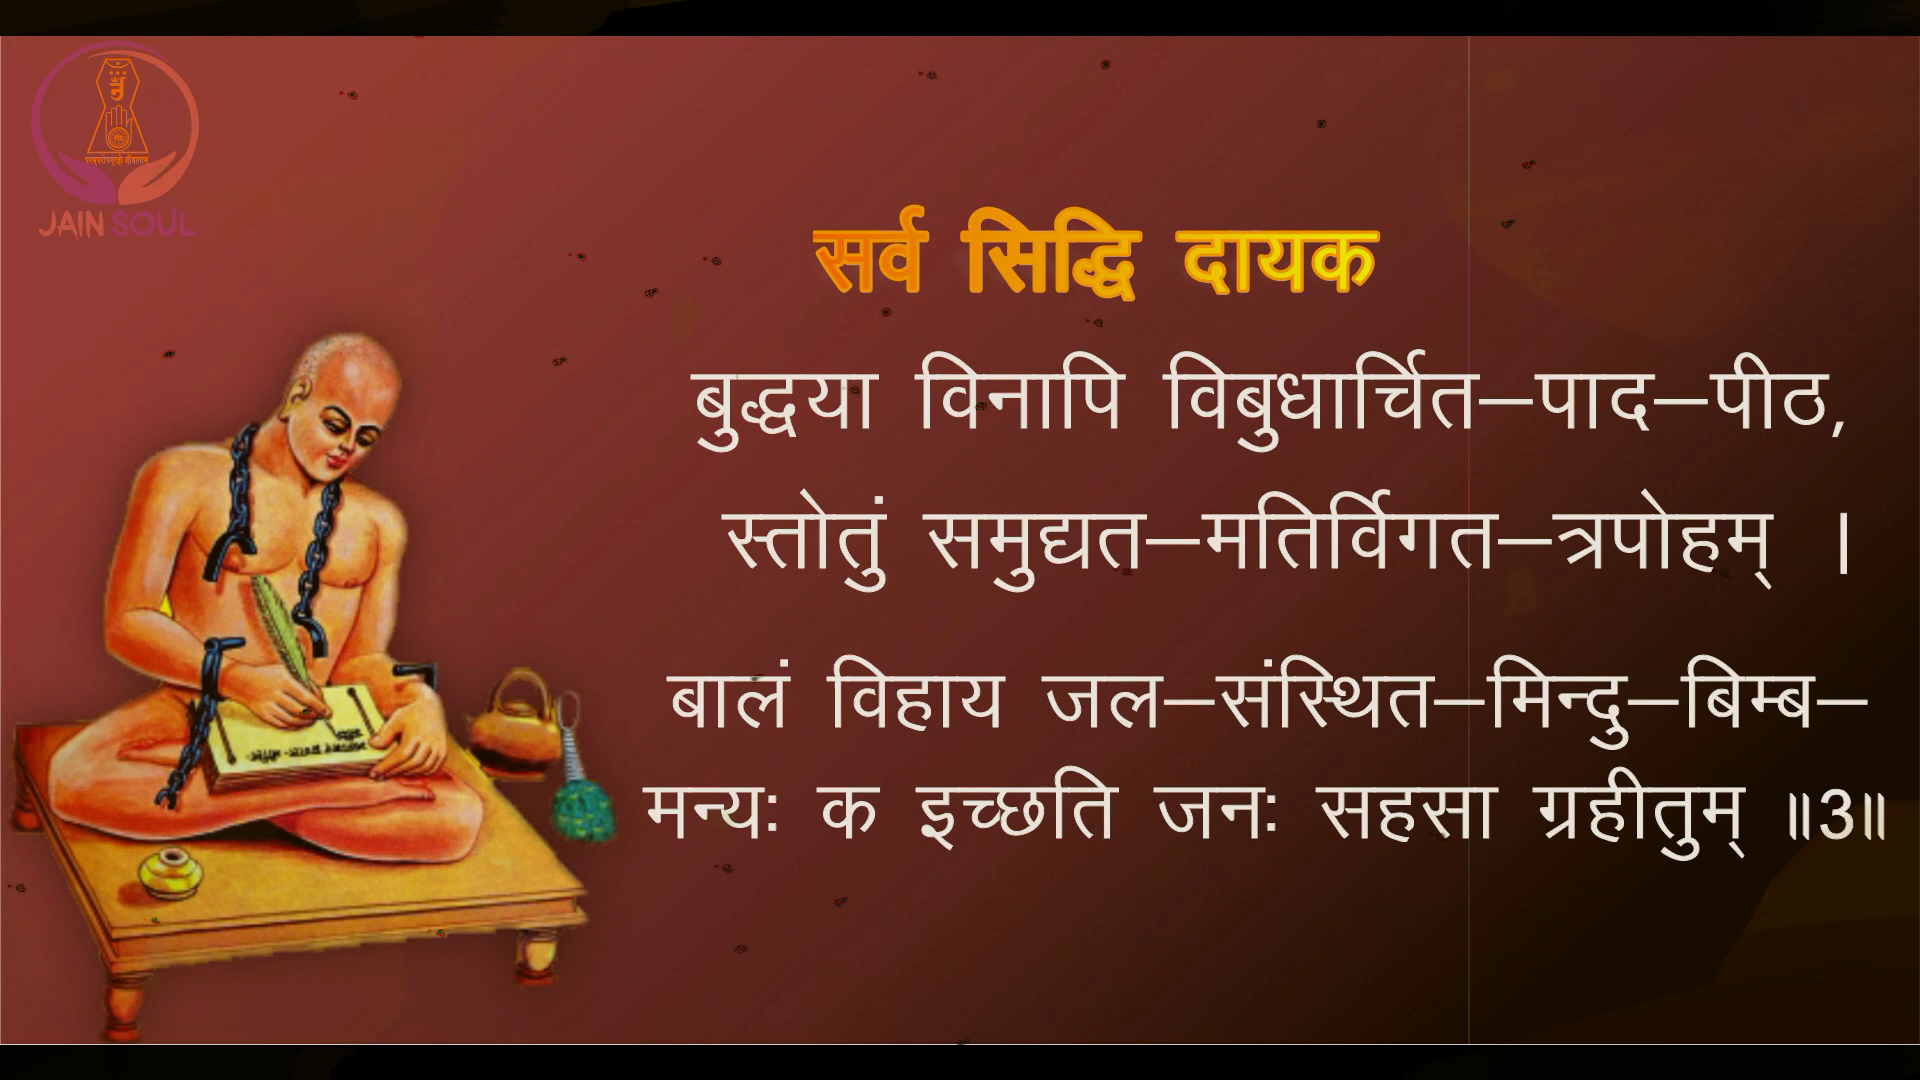 JAIN SOUL
सर्व सिद्धि दायक
बुद्धया विनापि विबुधार्चित–पाद–पीठ,
स्तोतुं समुद्यत–मतिर्विगत–त्रपोहम् |
बालं विहाय जल–संस्थित–मिन्दु–बिम्ब–
मन्यः क इच्छति जनः सहसा ग्रहीतुम् ॥3॥